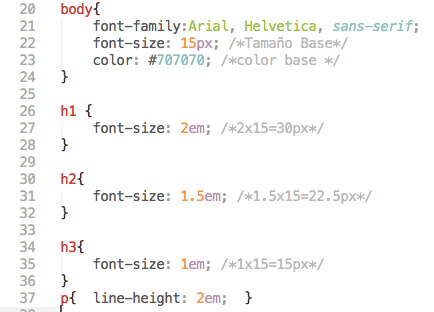 20 body{
21 font-family:Arial, Helvetica, sans-serif;
22 font-size: 15px; /*Tamaño Base*/
23 color: #707070; /*color base */
24 }
25
26 h1 {
27 font-size: 2em; /*2x15=30px*/
28 }
29
30 h2{
31 font-size: 1.5em; /*1.5x15=22.5px*/
32 }
33
34 h3{
35 font-size: 1em; /*1x15=15px*/
36 }
37 p{ line-height: 2em; }